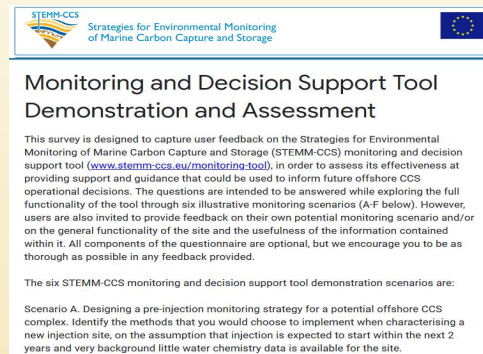 STEMM-CCS
Strategies for Environmental Monitoring
of Marine Carbon Capture and Storage
Monitoring and Decision Support Tool
Demonstration and Assessment
This survey is designed to capture user feedback on the Strategies for Environmental
Monitoring of Marine Carbon Capture and Storage (STEMM-CCS) monitoring and decision
support tool (www.stemm-ccs.eu/monitoring-tool), in order to assess its effectiveness at
providing support and guidance that could be used to inform future offshore CCS
operational decisions. The questions are intended to be answered while exploring the full
functionality of the tool through six illustrative monitoring scenarios (A-F below). However,
users are also invited to provide feedback on their own potential monitoring scenario and/or
on the general functionality of the site and the usefulness of the information contained
within it. All components of the questionnaire are optional, but we encourage you to be as
thorough as possible in any feedback provided.
The six STEMM-CCS monitoring and decision support tool demonstration scenarios are:
Scenario A. Designing a pre-injection monitoring strategy for a potential offshore CCS
complex. Identify the methods that you would choose to implement when characterising a
new injection site, on the assumption that injection is expected to start within the next 2
years and very background little water chemistry data is available for the site.